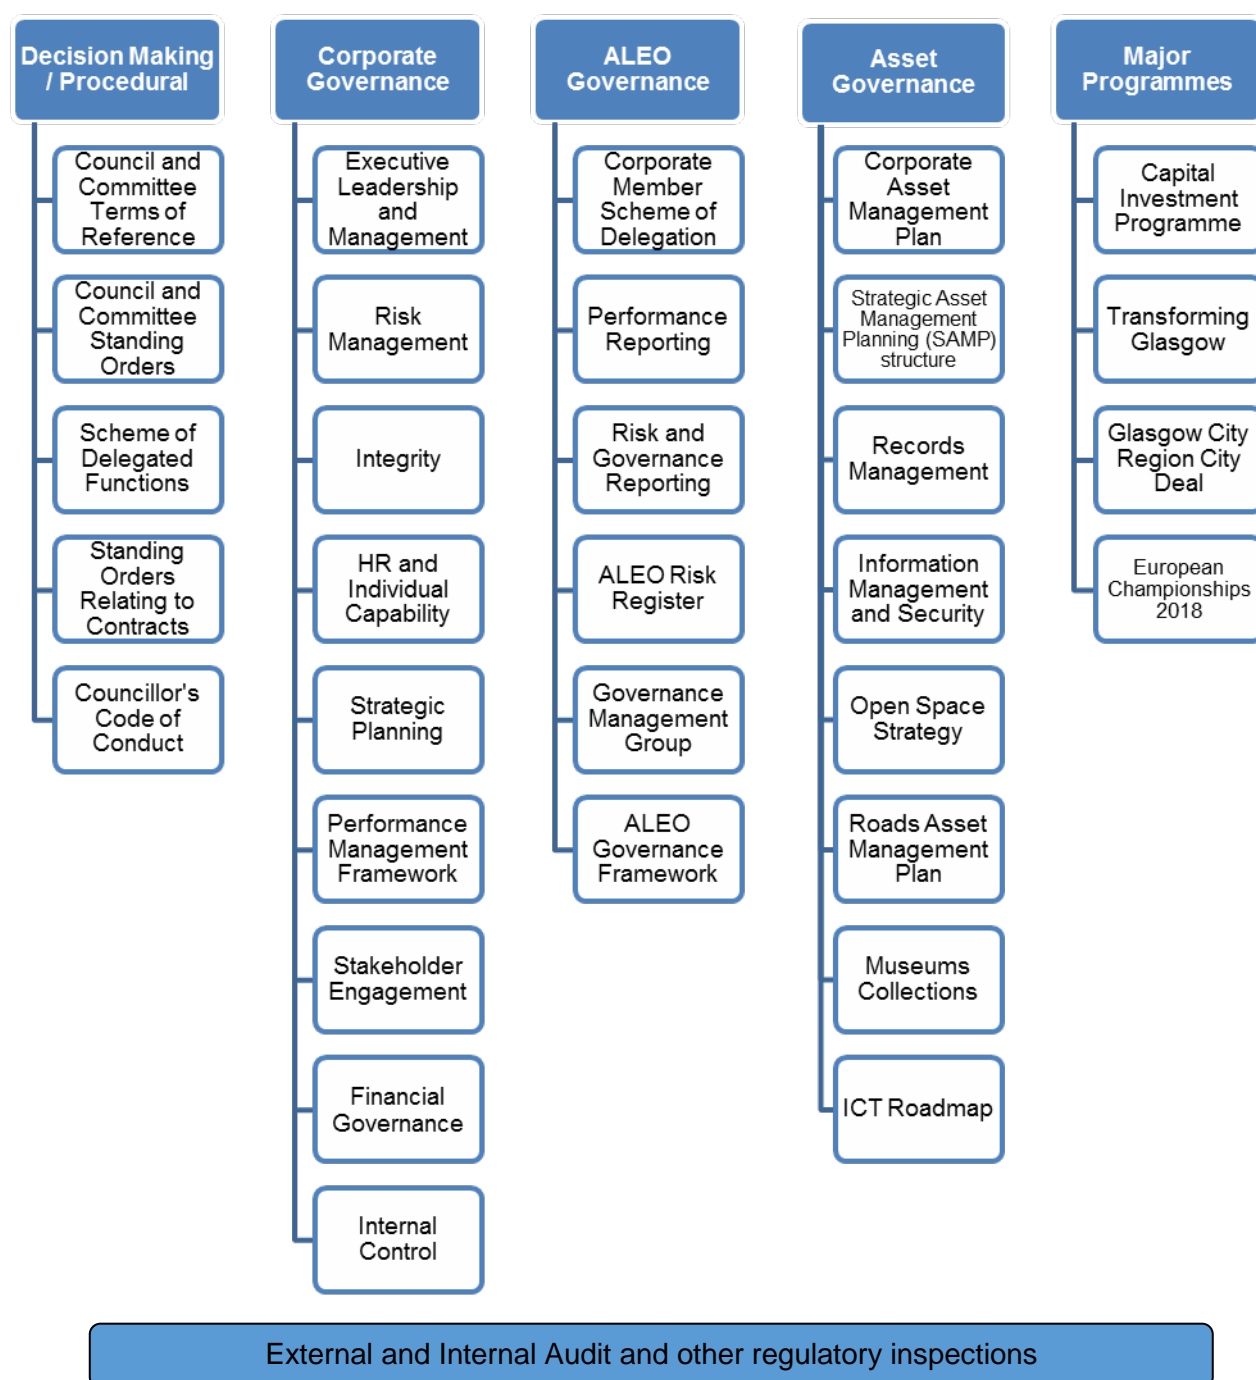 Decision Making
/ Procedural
Council and
Committee
Terms of
Reference
Council and
Committee
Standing
Orders
Scheme of
Delegated
Functions
Standing
Orders
Relating to
Contracts
Councillor's
Code of
Conduct
Corporate
Governance
Executive
Leadership
and
Management
Risk
Management
Integrity
HR and
Individual
Capability
Strategic
Planning
Performance
Management
Framework
Stakeholder
Engagement
Financial
Governance
Internal
Control
ALEO
Governance
Corporate
Member
Scheme of
Delegation
Performance
Reporting
Risk and
Governance
Reporting
ALEO Risk
Register
Governance
Management
Group
ALEO
Governance
Framework
Asset
Governance
Corporate
Asset
Management
Plan
Strategic Asset
Management
Planning (SAMP)
structure
Records
Management
Information
Management
and Security
Open Space
Strategy
Roads Asset
Management
Plan
Museums
Collections
ICT Roadmap
Major
Programmes
Capital
Investment
Programme
Transforming
Glasgow
Glasgow City
Region City
Deal
European
Championships
2018
External and Internal Audit and other regulatory inspections